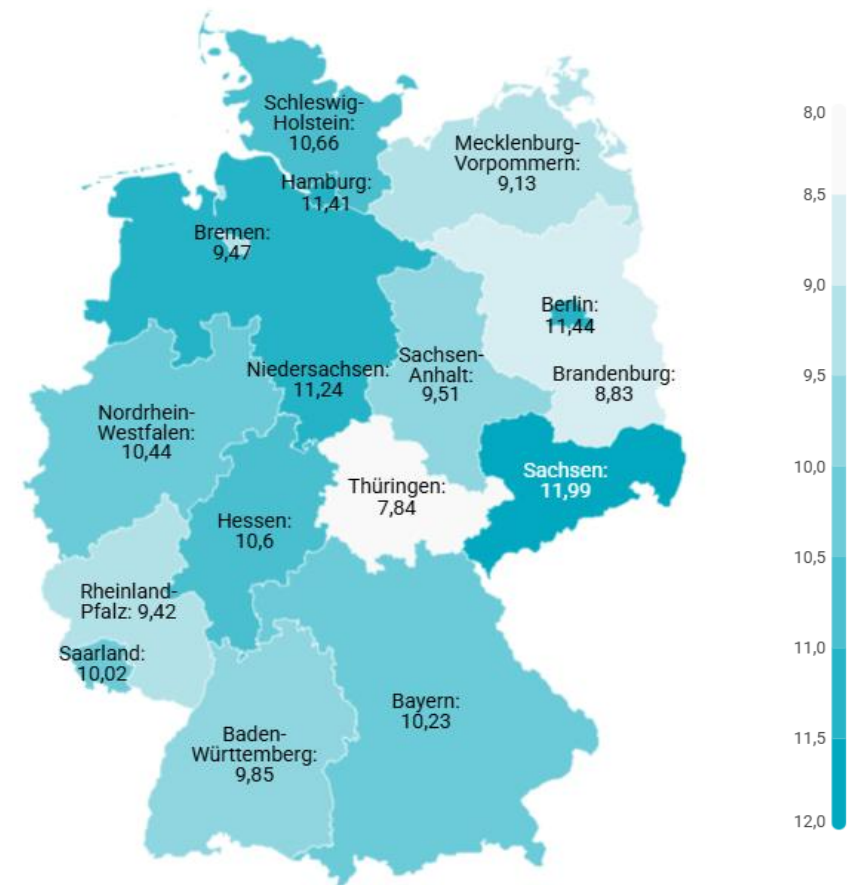 Schleswig-
Holstein:
10,66
Mecklenburg-
Vorpommern:
9,13
Hamburg:
11,41
Bremen:
9,47
Berlin:
11,44
Niedersachsen:
11,24
Sachsen-
Anhalt:
9,51
Brandenburg:
8,83
Nordrhein-
Westfalen:
10,44
Sachsen:
11,99
Thüringen:
7,84
Hessen:
10,6
Rheinland-
Pfalz: 9,42
Saarland:
10,02
Bayern:
10,23
Baden-
Württemberg:
9,85
8,0
8,5
9,0
9,5
10,0
10,5
11,0
11,5
12,0